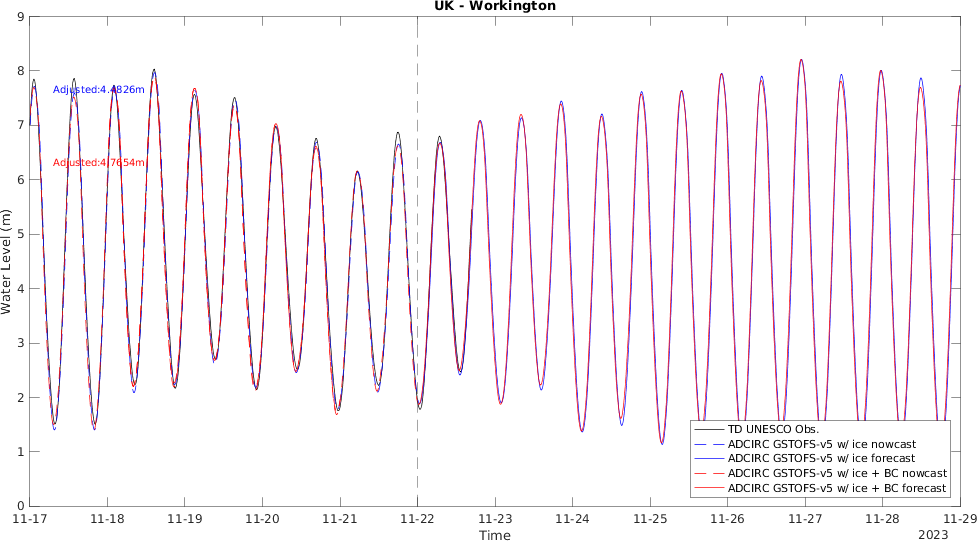 UK - Workington
9
8
7
6
5
4
3
2
1
0
Water Level (m)
Adjusted:4.4826m
Adjusted:4.7654m
TD UNESCO Obs.
ADCIRC GSTOFS-v5 w/ ice nowcast
ADCIRC GSTOFS-v5 w/ ice forecast
ADCIRC GSTOFS-v5 w/ ice + BC nowcast
ADCIRC GSTOFS-v5 w/ ice + BC forecast
11-17 11-18 11-19 11-20 11-21 11-22 11-23 11-24 11-25 11-26 11-27 11-28 11-29
Time
2023